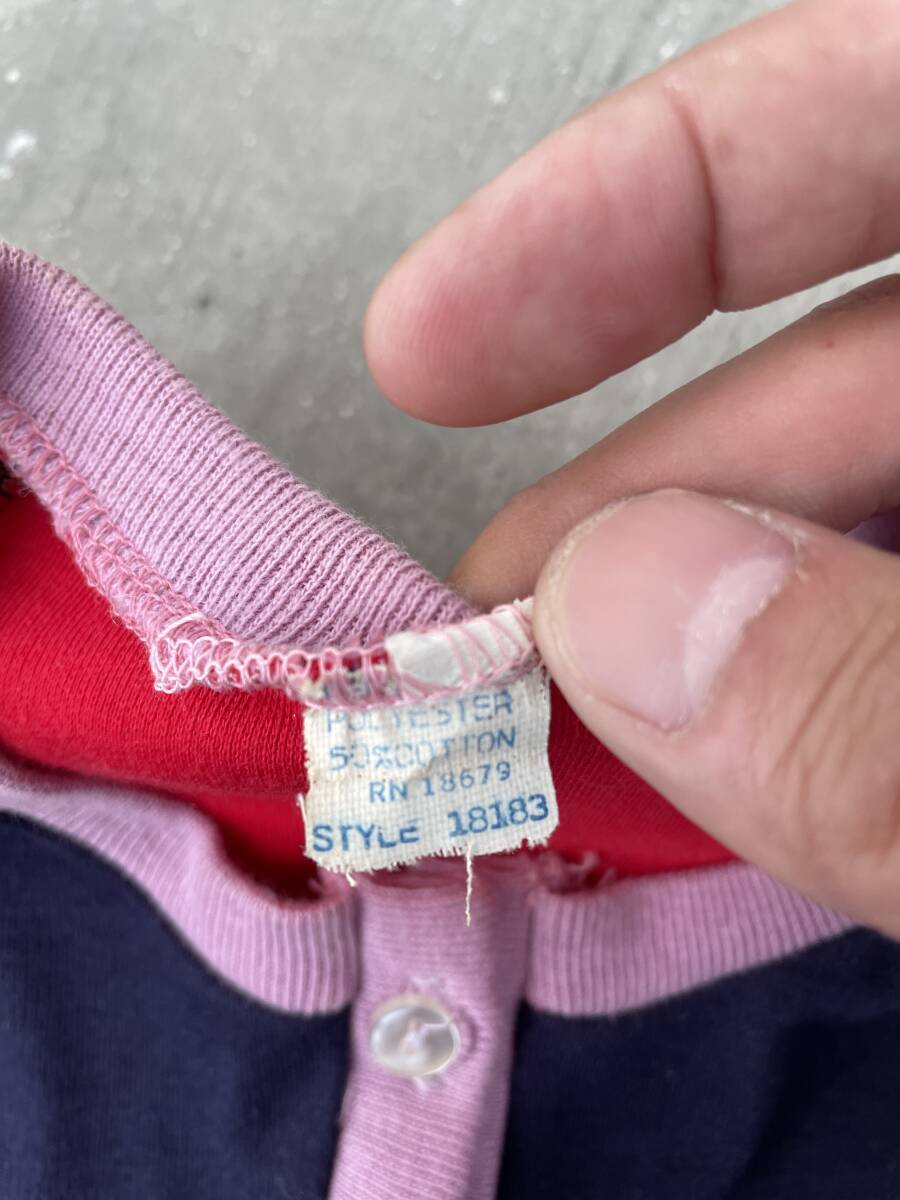 POLYESTER
50%COTTON
RN 18679
STYLE 18183